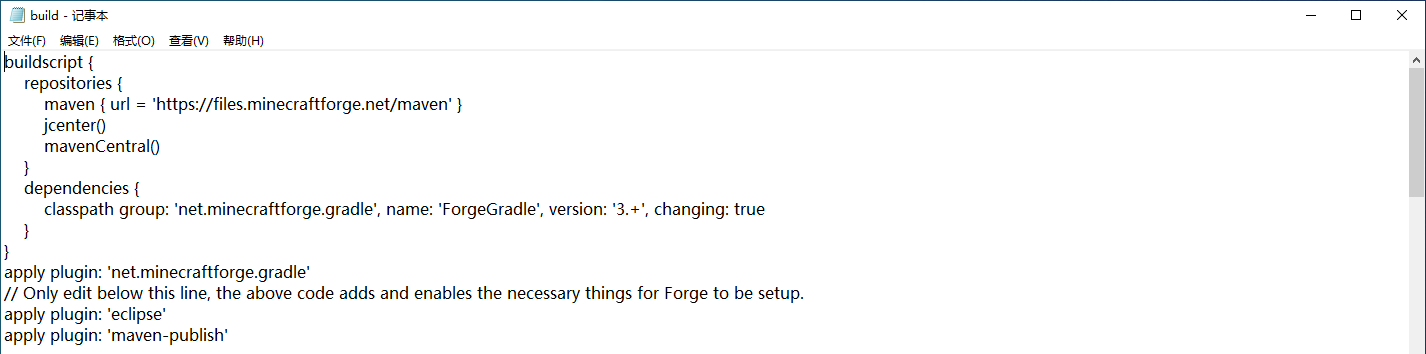 build - 记事本
文件(F) 编辑(E) 格式(O) 查看(V) 帮助(H)
buildscript {
    repositories {
        maven { url = 'https://files.minecraftforge.net/maven' }
        jcenter()
        mavenCentral()
    }
    dependencies {
        classpath group: 'net.minecraftforge.gradle', name: 'ForgeGradle', version: '3.+', changing: true
    }
}
apply plugin: 'net.minecraftforge.gradle'
// Only edit below this line, the above code adds and enables the necessary things for Forge to be setup.
apply plugin: 'eclipse'
apply plugin: 'maven-publish'